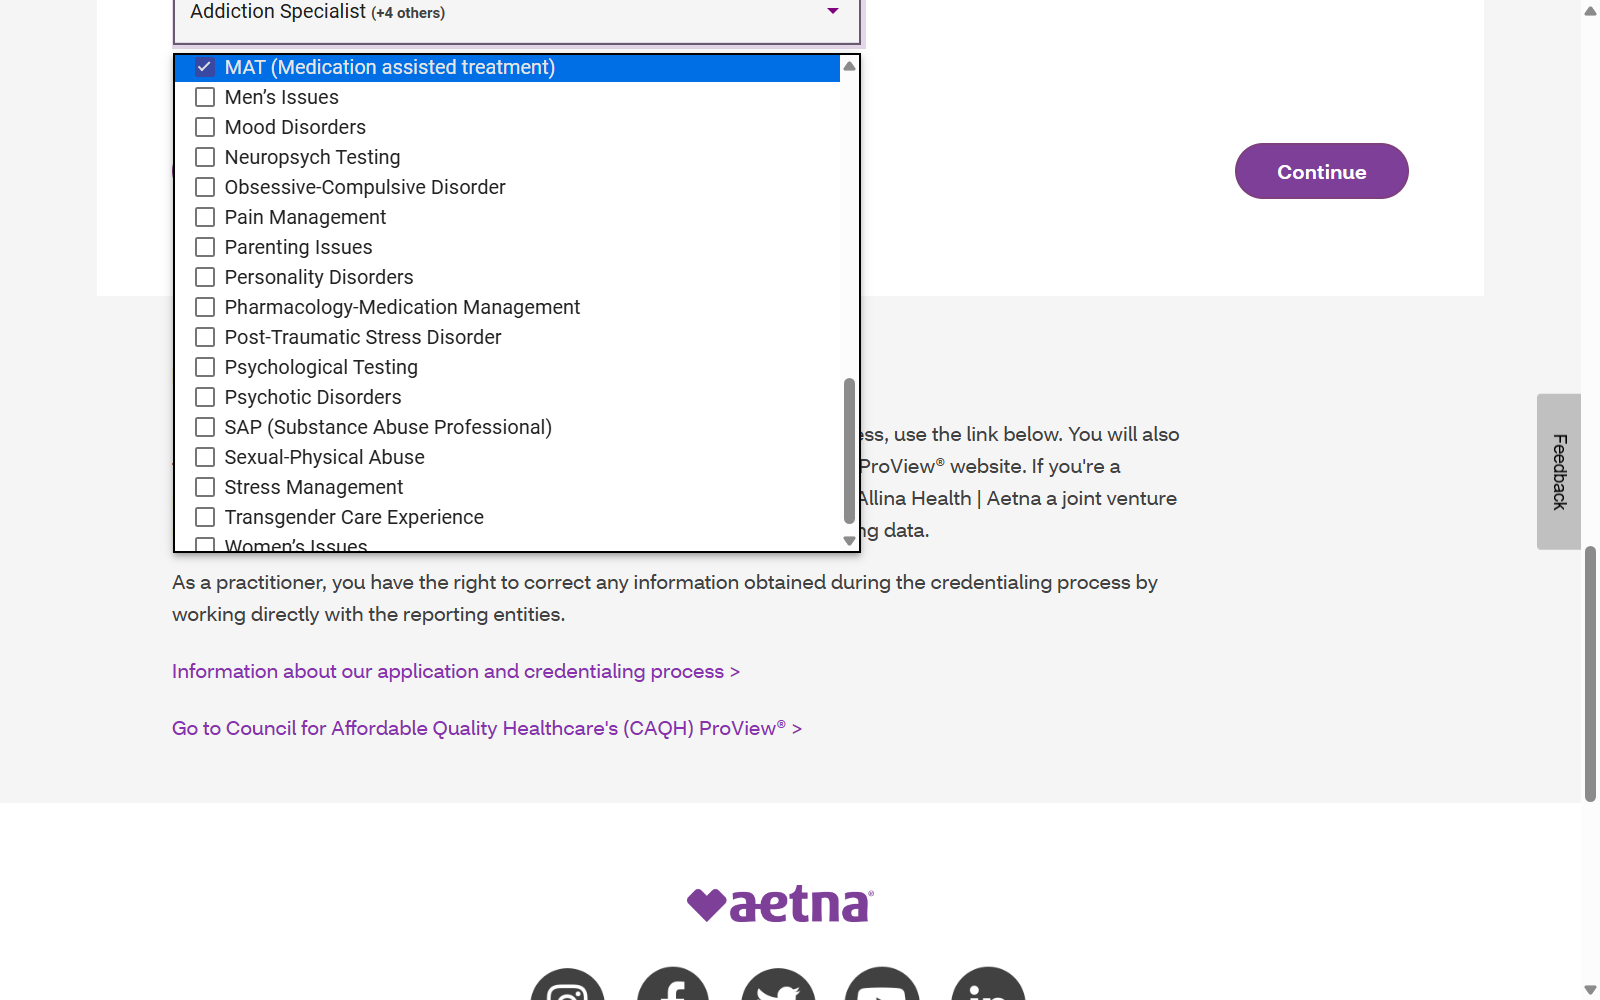 Addiction Specialist (+4 others)
MAT (Medication assisted treatment)
Men’s Issues
Mood Disorders
Neuropsych Testing
Obsessive-Compulsive Disorder
Pain Management
Parenting Issues
Personality Disorders
Pharmacology-Medication Management
Post-Traumatic Stress Disorder
Psychological Testing
Psychotic Disorders
SAP (Substance Abuse Professional)
Sexual-Physical Abuse
Stress Management
Transgender Care Experience
Women’s Issues
Continue
ess, use the link below. You will also
ProView® website. If you're a
Allina Health | Aetna a joint venture
ng data.
As a practitioner, you have the right to correct any information obtained during the credentialing process by
working directly with the reporting entities.
Information about our application and credentialing process >
Go to Council for Affordable Quality Healthcare's (CAQH) ProView® >
Feedback
aetna®